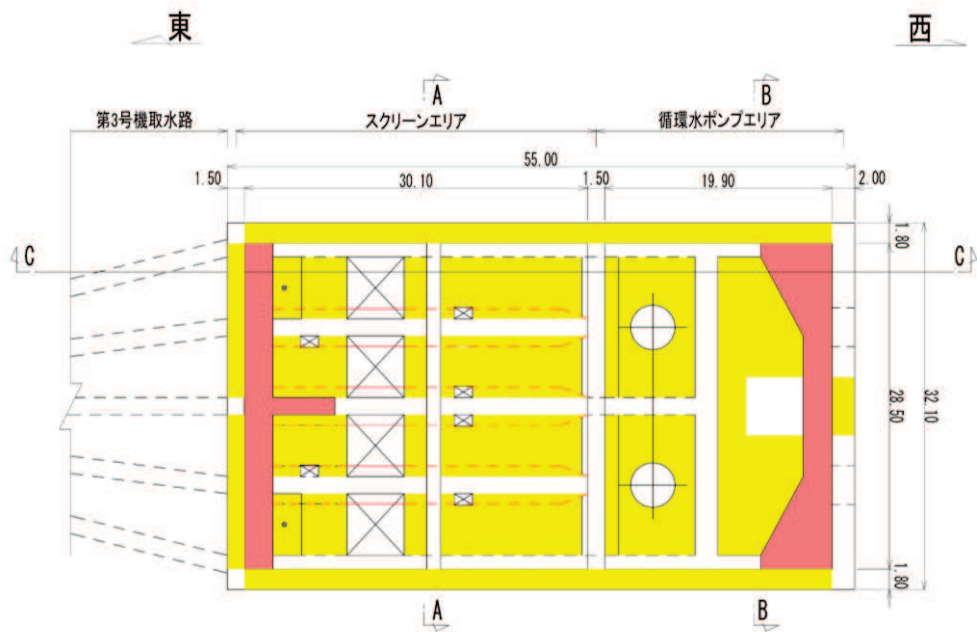 東
西
A
B
第3号機取水路
スクリーンエリア
循環水ポンプエリア
55.00
1.50
30.10
1.50
19.90
2.00
1.80
C
C
28.50
32.10
1.80
A
B